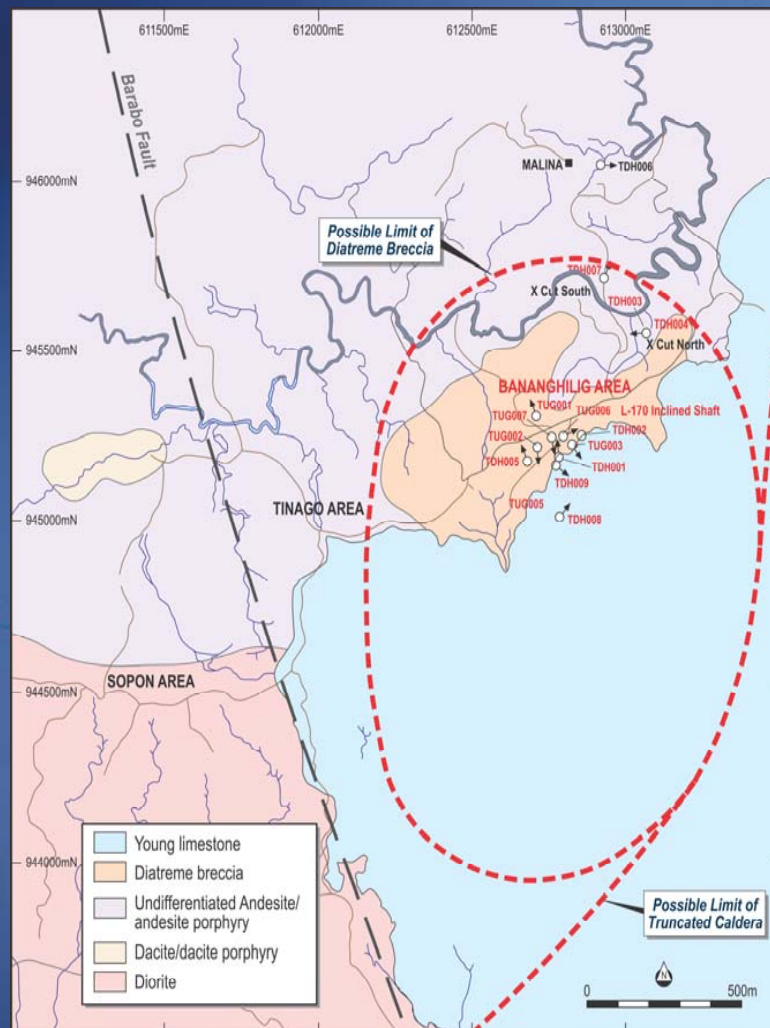 611500mE
612000mE
612500mE
613000mE
Barabo Fault
MALINA
TDH006
946000mN
Possible Limit of
Diatreme Breccia
TDH007
X Cut South
TDH003
TDH004
X Cut North
945500mN
BANANGHILIG AREA
TUG001
TUG006
L-170 Inclined Shaft
TUG007
TDH002
TUG002
TUG003
TDH005
TDH001
TDH009
TUG005
TDH008
TINAGO AREA
945000mN
SOPON AREA
944500mN
944000mN
Young limestone
Diatreme breccia
Undifferentiated Andesite/
andesite porphyry
Dacite/dacite porphyry
Diorite
Possible Limit of
Truncated Caldera
N
0
500m